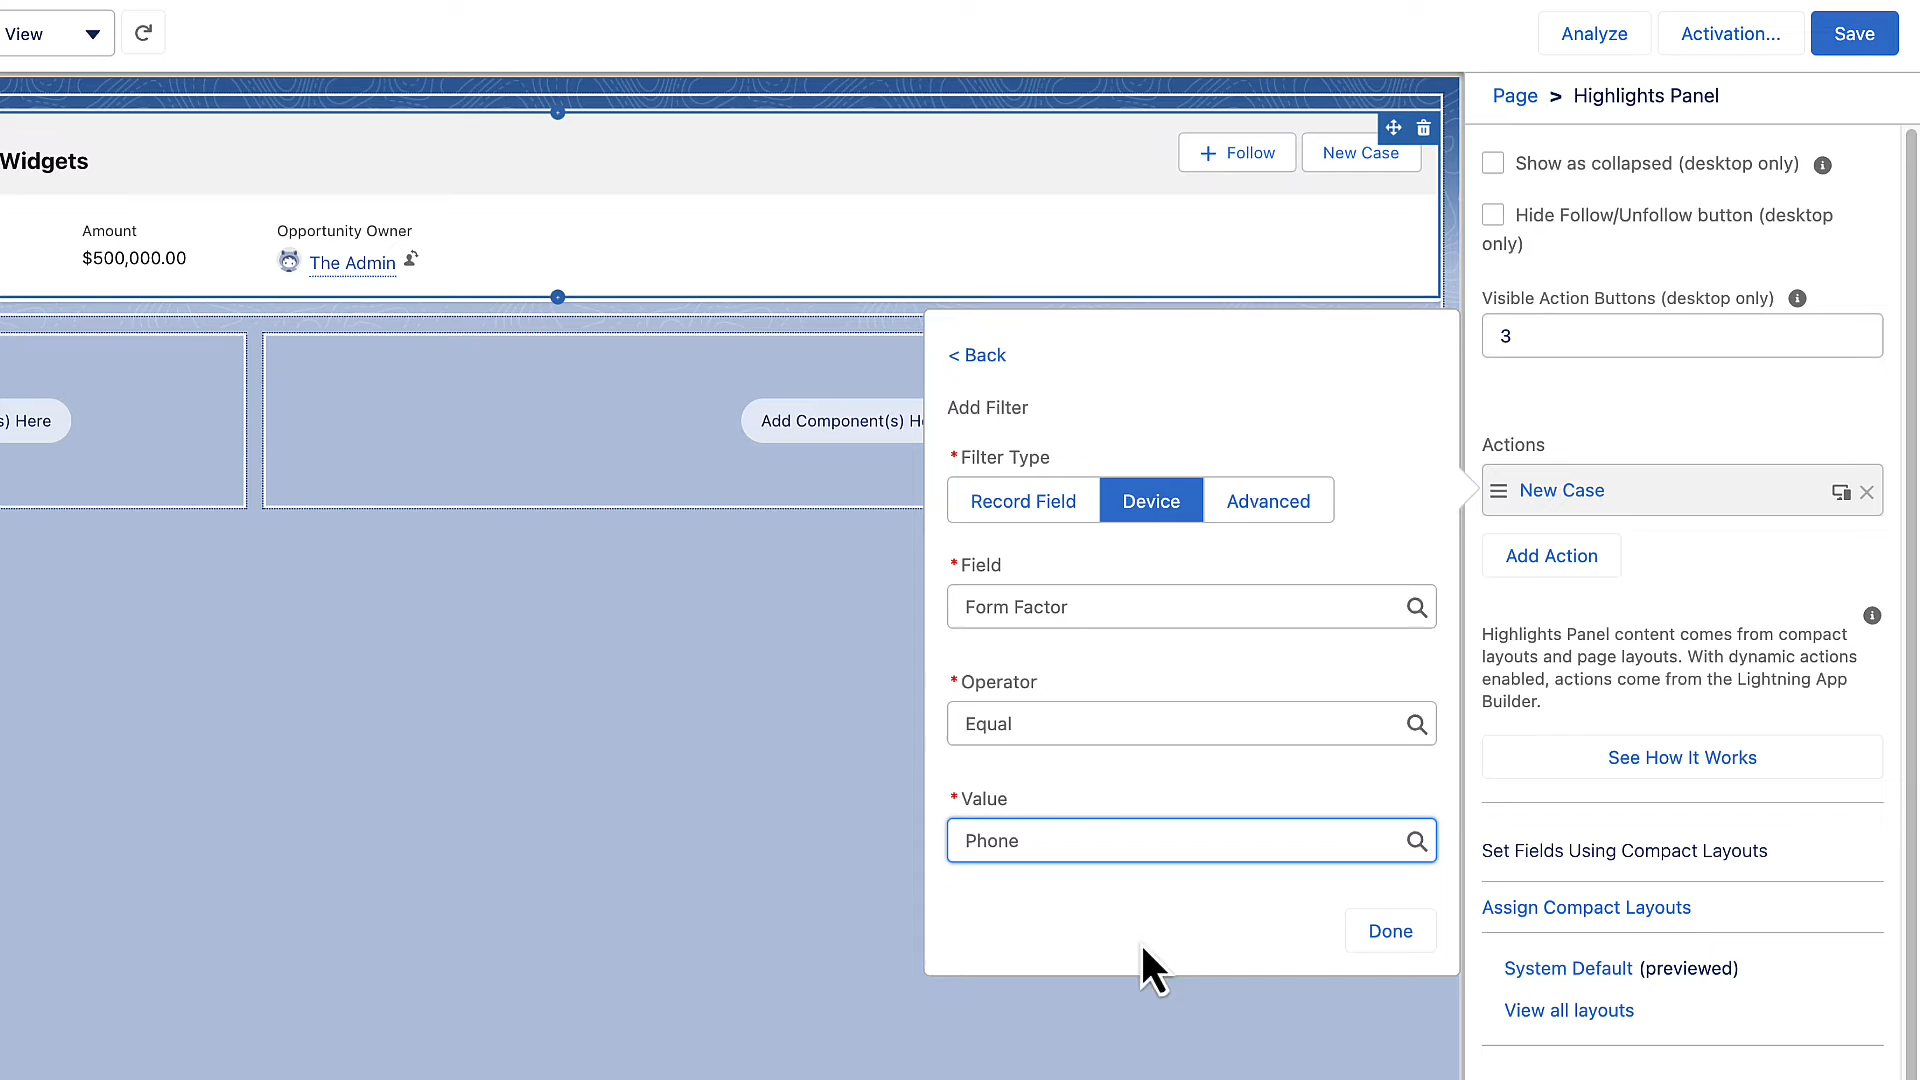 View
Analyze
Activation...
Save
Page > Highlights Panel
Widgets
+ Follow
New Case
Show as collapsed (desktop only)
Hide Follow/Unfollow button (desktop
only)
Amount
Opportunity Owner
$500,000.00
The Admin
Visible Action Buttons (desktop only)
3
< Back
Add Filter
*Filter Type
Record Field
Device
Advanced
*Field
Form Factor
*Operator
Equal
*Value
Phone
Done
s) Here
Add Component(s) He
Actions
New Case
Add Action
Highlights Panel content comes from compact
layouts and page layouts. With dynamic actions
enabled, actions come from the Lightning App
Builder.
See How It Works
Set Fields Using Compact Layouts
Assign Compact Layouts
System Default (previewed)
View all layouts